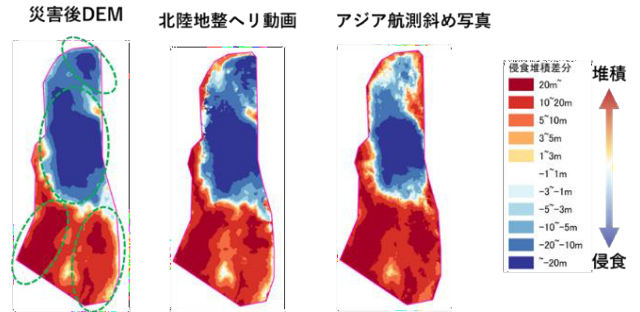 災害後DEM
北陸地整ヘリ動画
アジア航測斜め写真
侵食堆積差分
20m~
10~20m
5~10m
3~5m
1~3m
-1~1m
-3~-1m
-5~-3m
-10~-5m
-20~-10m
~-20m
堆積
侵食